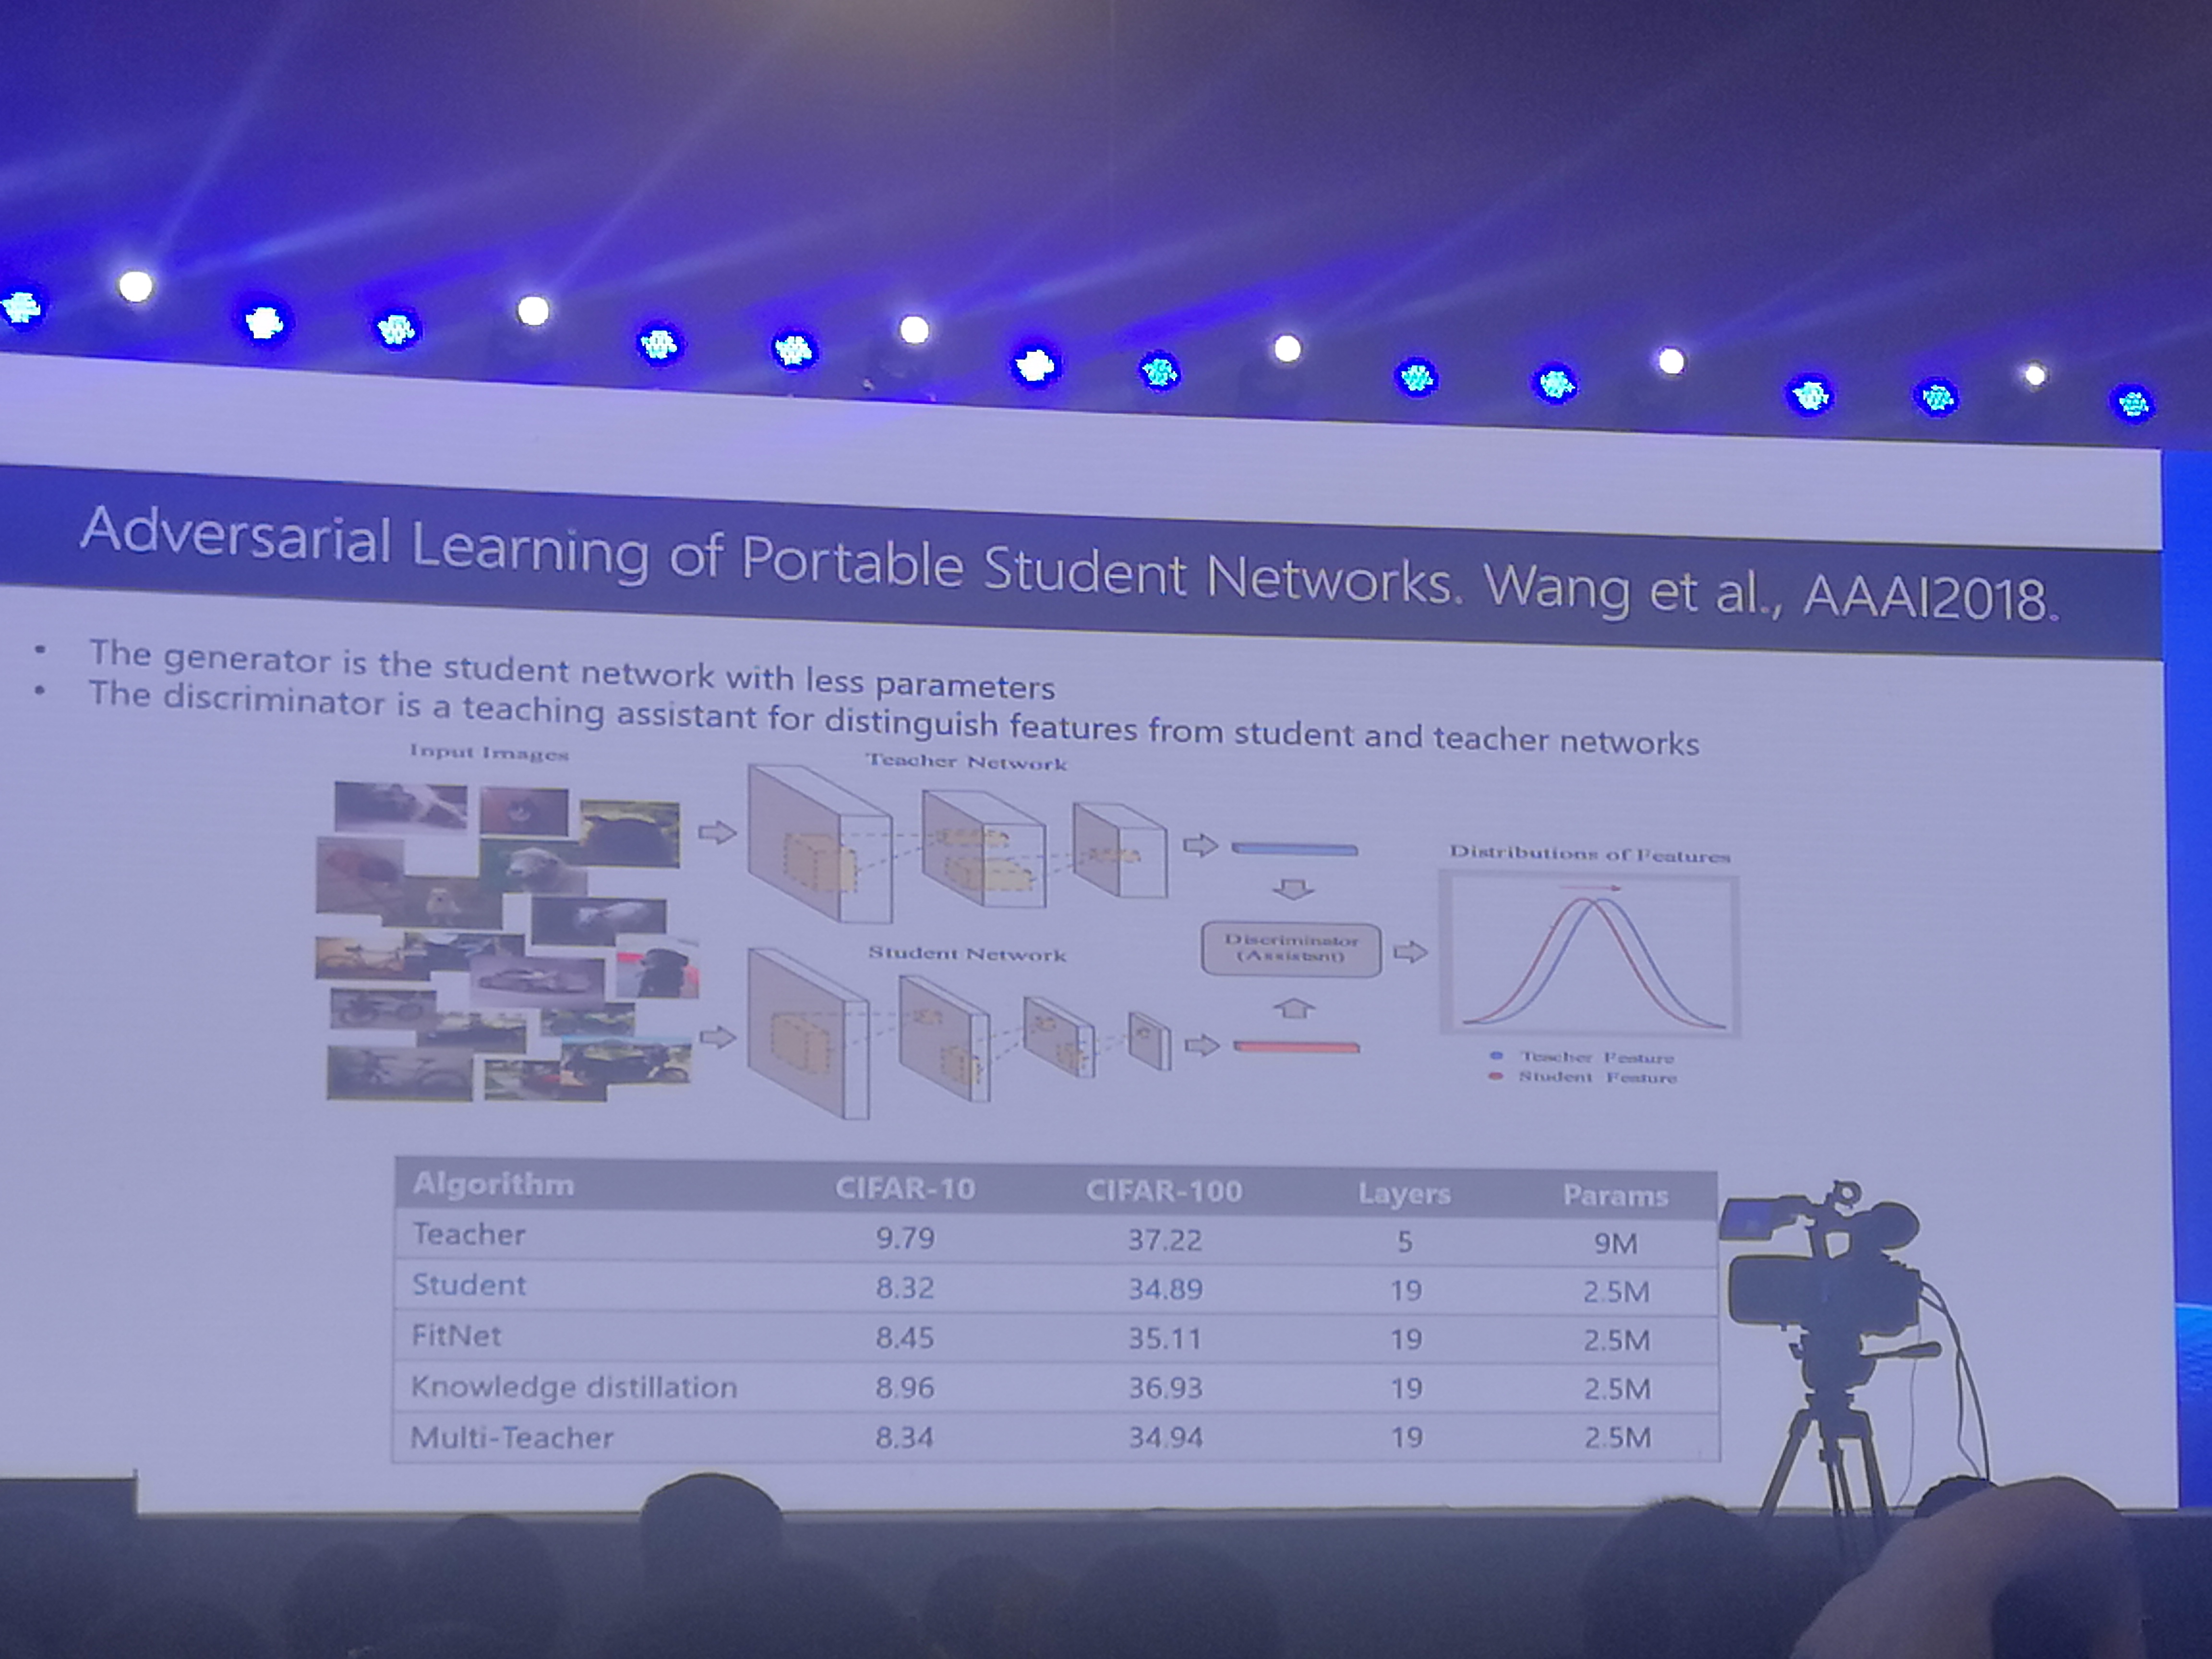 Adversarial Learning of Portable Student Networks. Wang et al., AAAI2018.
• The generator is the student network with less parameters
• The discriminator is a teaching assistant for distinguish features from student and teacher networks
Input Images
Teacher Network
Student Network
Discriminator
(Assistant)
Distributions of Features
Teacher Feature
Student Feature
Algorithm CIFAR-10 CIFAR-100 Layers Params
Teacher 9.79 37.22 5 9M
Student 8.32 34.89 19 2.5M
FitNet 8.45 35.11 19 2.5M
Knowledge distillation 8.96 36.93 19 2.5M
Multi-Teacher 8.34 34.94 19 2.5M